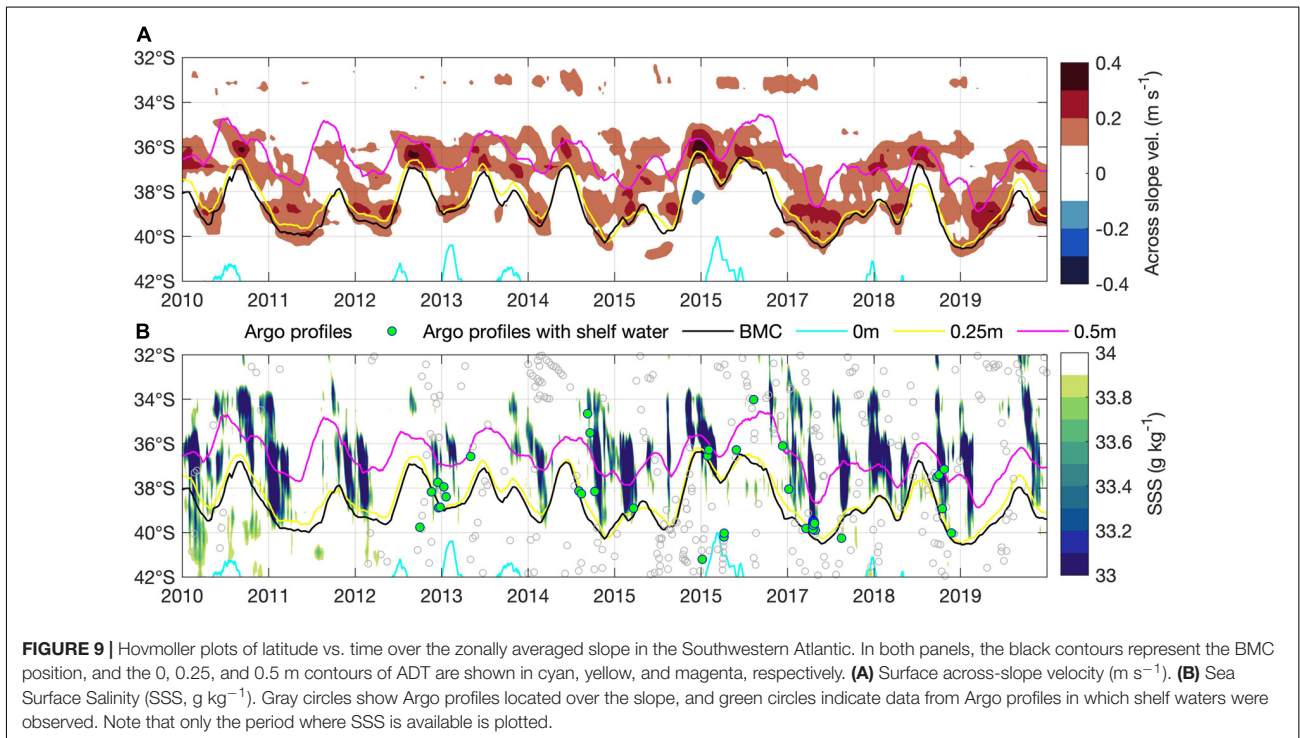 A
32°S
34°S
36°S
38°S
40°S
42°S
2010 2011 2012 2013 2014 2015 2015 2017 2018 2019
0.4
0.2
0
-0.2
-0.4
Across slope vel. (m s⁻¹)
B
Argo profiles Argo profiles with shelf water BMC 0m 0.25m 0.5m
32°S
34°S
36°S
38°S
40°S
42°S
2010 2011 2012 2013 2014 2015 2015 2017 2018 2019
34
33.8
33.6
33.4
33.2
33
SSS (g kg⁻¹)
FIGURE 9 | Hovmoller plots of latitude vs. time over the zonally averaged slope in the Southwestern Atlantic. In both panels, the black contours represent the BMC
position, and the 0, 0.25, and 0.5 m contours of ADT are shown in cyan, yellow, and magenta, respectively. (A) Surface across-slope velocity (m s⁻¹). (B) Sea
Surface Salinity (SSS, g kg⁻¹). Gray circles show Argo profiles located over the slope, and green circles indicate data from Argo profiles in which shelf waters were
observed. Note that only the period where SSS is available is plotted.